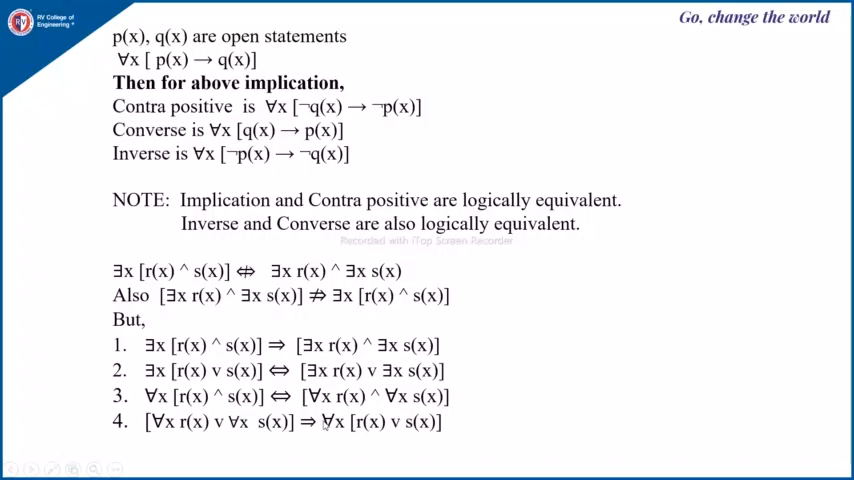 RV College of
Engineering
Go, change the world
p(x), q(x) are open statements
∀x [ p(x) → q(x)]
Then for above implication,
Contra positive is ∀x [¬q(x) → ¬p(x)]
Converse is ∀x [q(x) → p(x)]
Inverse is ∀x [¬p(x) → ¬q(x)]
NOTE: Implication and Contra positive are logically equivalent.
Inverse and Converse are also logically equivalent.
Recorded with iTop Screen Recorder
∃x [r(x) ^ s(x)] ⇎ ∃x r(x) ^ ∃x s(x)
Also [∃x r(x) ^ ∃x s(x)] ⇏ ∃x [r(x) ^ s(x)]
But,
1. ∃x [r(x) ^ s(x)] ⇒ [∃x r(x) ^ ∃x s(x)]
2. ∃x [r(x) v s(x)] ⇔ [∃x r(x) v ∃x s(x)]
3. ∀x [r(x) ^ s(x)] ⇔ [∀x r(x) ^ ∀x s(x)]
4. [∀x r(x) v ∀x s(x)] ⇒ ∀x [r(x) v s(x)]